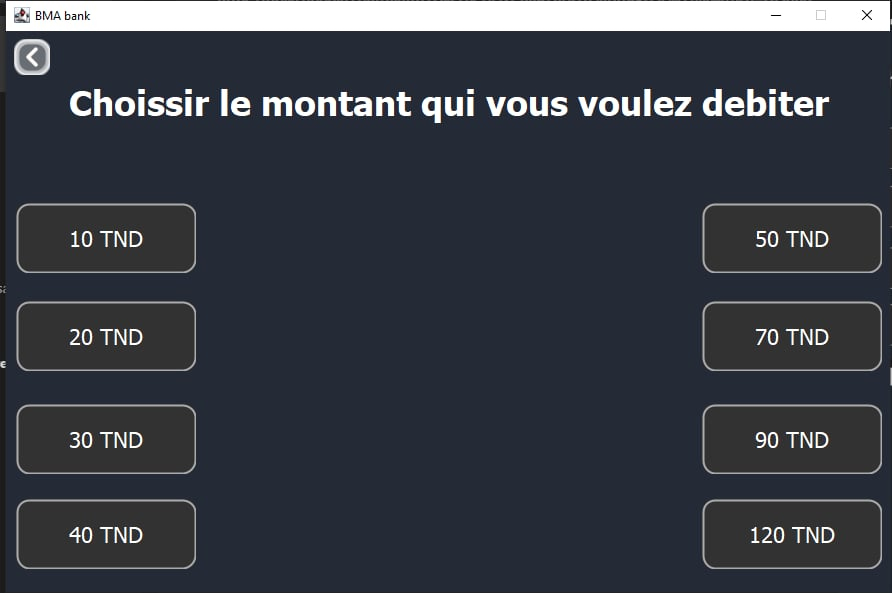 BMA bank
Choissir le montant qui vous voulez debiter
10 TND
50 TND
20 TND
70 TND
30 TND
90 TND
40 TND
120 TND